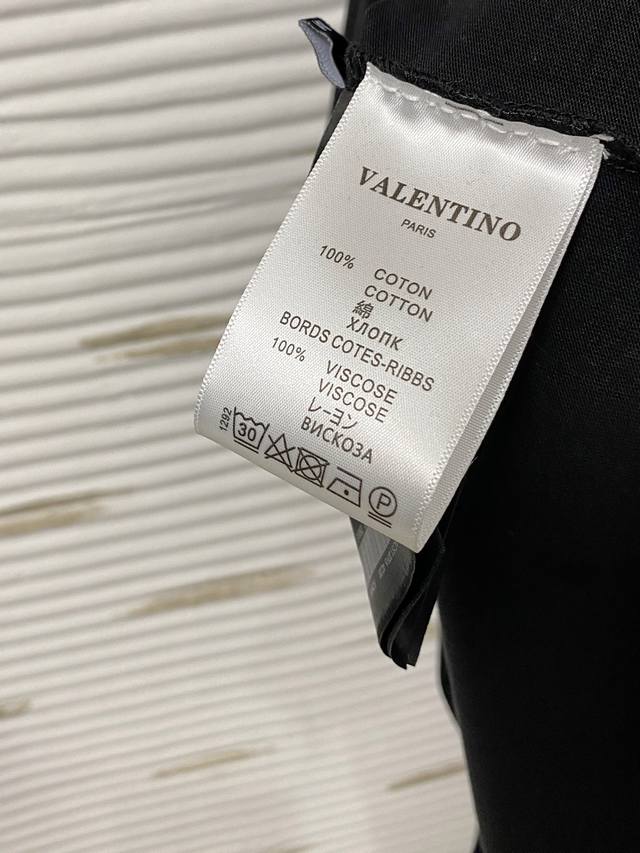 VALENTINO
PARIS
100% COTON
COTTON
綿
ХЛОПК
BORDS COTES-RIBBS
100% VISCOSE
VISCOSE
レーヨン
ВИСКОЗА
1292
30
P